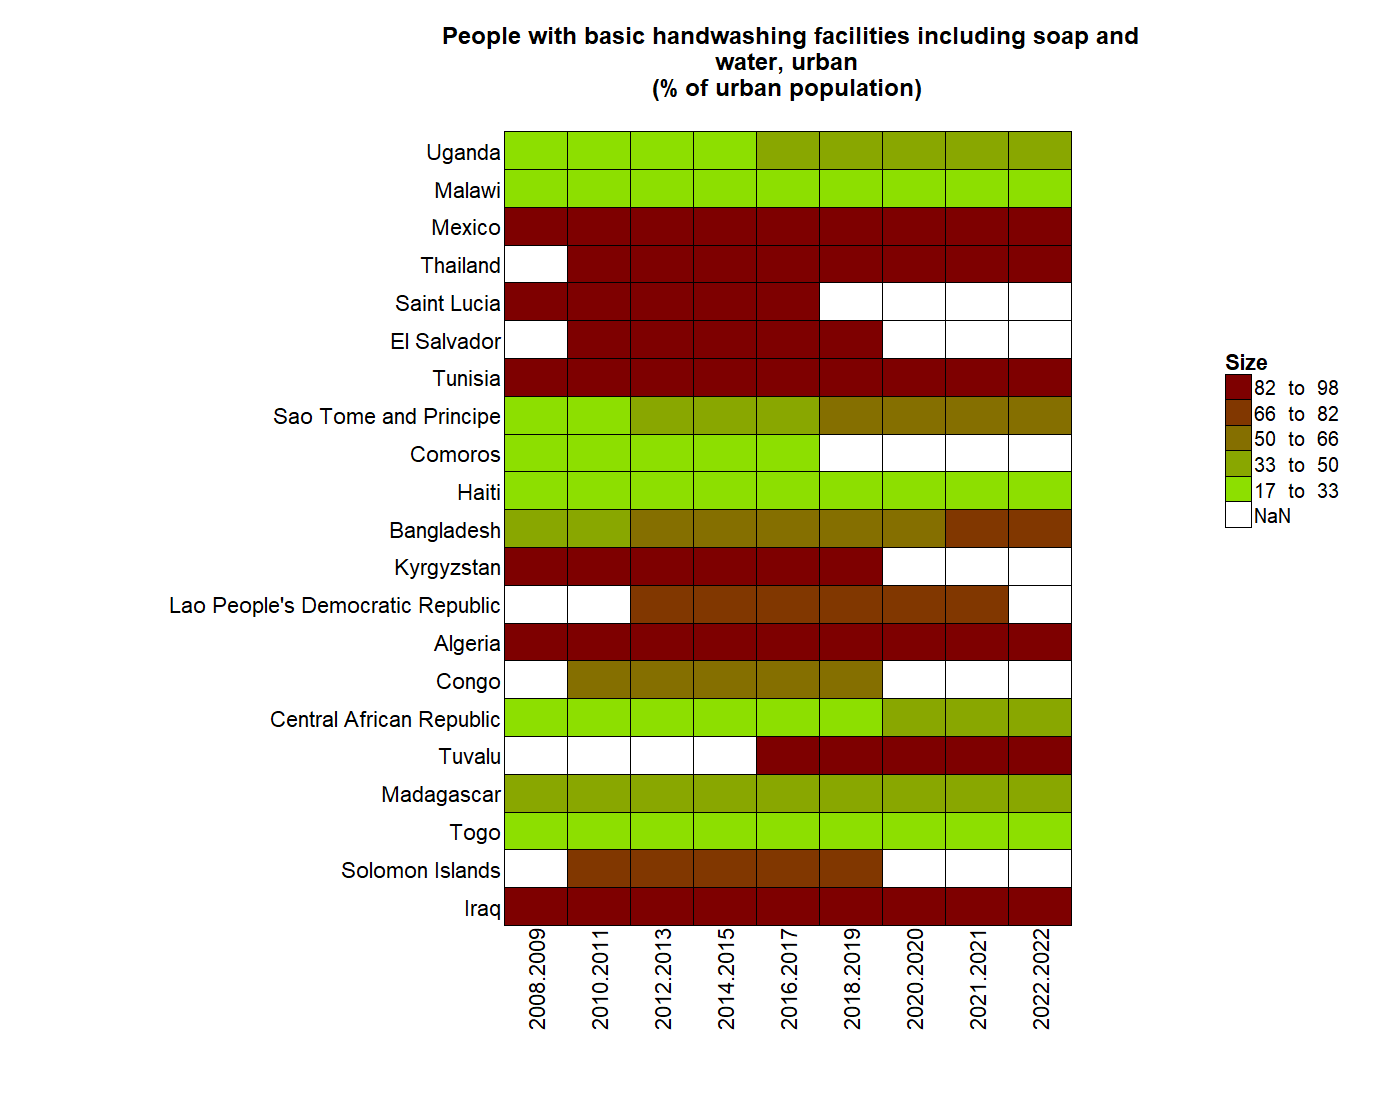 People with basic handwashing facilities including soap and
water, urban
(% of urban population)
Uganda
Malawi
Mexico
Thailand
Saint Lucia
El Salvador
Tunisia
Sao Tome and Principe
Comoros
Haiti
Bangladesh
Kyrgyzstan
Lao People's Democratic Republic
Algeria
Congo
Central African Republic
Tuvalu
Madagascar
Togo
Solomon Islands
Iraq
2008.2009
2010.2011
2012.2013
2014.2015
2016.2017
2018.2019
2020.2020
2021.2021
2022.2022
Size
82 to 98
66 to 82
50 to 66
33 to 50
17 to 33
NaN